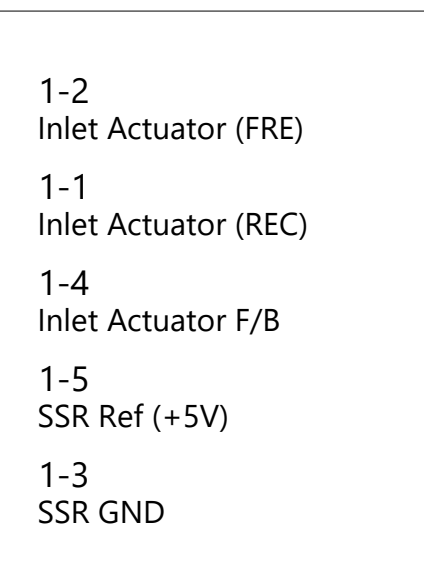 1-2
Inlet Actuator (FRE)
1-1
Inlet Actuator (REC)
1-4
Inlet Actuator F/B
1-5
SSR Ref (+5V)
1-3
SSR GND